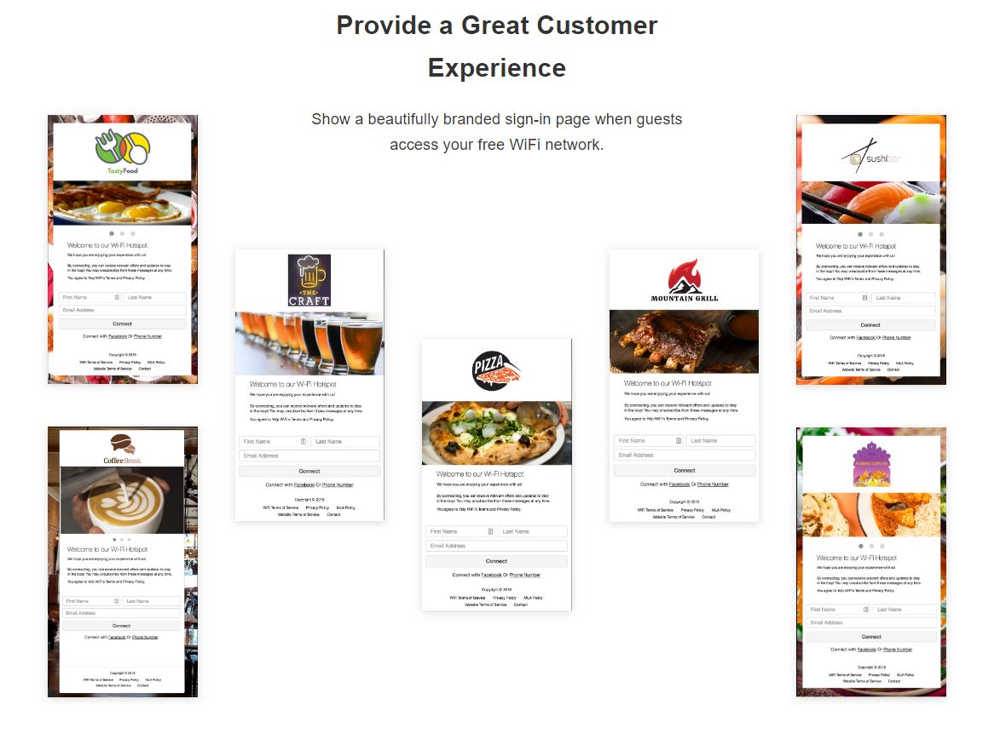 Provide a Great Customer
Experience
Show a beautifully branded sign-in page when guests
access your free WiFi network.
TastyFood
Welcome to our Wi-Fi Hotspot
We hope you are enjoying your experience with us!
By connecting, you can receive relevant offers and updates to stay
in the loop! You may unsubscribe from these messages at any time.
You agree to Yelp WiFi's Terms and Privacy Policy.
First Name Last Name
Email Address
Connect
Connect with Facebook Or Phone Number
Copyright © 2018
WiFi Terms of Service Privacy Policy MLA Policy
Website Terms of Service Contact
CoffeeBreak
Welcome to our Wi-Fi Hotspot
We hope you are enjoying your experience with us!
By connecting, you can receive relevant offers and updates to stay
in the loop! You may unsubscribe from these messages at any time.
You agree to Yelp WiFi's Terms and Privacy Policy.
First Name Last Name
Email Address
Connect
Connect with Facebook Or Phone Number
Copyright © 2018
WiFi Terms of Service Privacy Policy MLA Policy
Website Terms of Service Contact
THE
CRAFT
Welcome to our Wi-Fi Hotspot
We hope you are enjoying your experience with us!
By connecting, you can receive relevant offers and updates to stay
in the loop! You may unsubscribe from these messages at any time.
You agree to Yelp WiFi's Terms and Privacy Policy.
First Name Last Name
Email Address
Connect
Connect with Facebook Or Phone Number
Copyright © 2018
WiFi Terms of Service Privacy Policy MLA Policy
Website Terms of Service Contact
PIZZA
Welcome to our Wi-Fi Hotspot
We hope you are enjoying your experience with us!
By connecting, you can receive relevant offers and updates to stay
in the loop! You may unsubscribe from these messages at any time.
You agree to Yelp WiFi's Terms and Privacy Policy.
First Name Last Name
Email Address
Connect
Connect with Facebook Or Phone Number
Copyright © 2018
WiFi Terms of Service Privacy Policy MLA Policy
Website Terms of Service Contact
MOUNTAIN GRILL
Welcome to our Wi-Fi Hotspot
We hope you are enjoying your experience with us!
By connecting, you can receive relevant offers and updates to stay
in the loop! You may unsubscribe from these messages at any time.
You agree to Yelp WiFi's Terms and Privacy Policy.
First Name Last Name
Email Address
Connect
Connect with Facebook Or Phone Number
Copyright © 2018
WiFi Terms of Service Privacy Policy MLA Policy
Website Terms of Service Contact
sushibar
Welcome to our Wi-Fi Hotspot
We hope you are enjoying your experience with us!
By connecting, you can receive relevant offers and updates to stay
in the loop! You may unsubscribe from these messages at any time.
You agree to Yelp WiFi's Terms and Privacy Policy.
First Name Last Name
Email Address
Connect
Connect with Facebook Or Phone Number
Copyright © 2018
WiFi Terms of Service Privacy Policy MLA Policy
Website Terms of Service Contact
indian cuisine
Welcome to our Wi-Fi Hotspot
We hope you are enjoying your experience with us!
By connecting, you can receive relevant offers and updates to stay
in the loop! You may unsubscribe from these messages at any time.
You agree to Yelp WiFi's Terms and Privacy Policy.
First Name Last Name
Email Address
Connect
Connect with Facebook Or Phone Number
Copyright © 2018
WiFi Terms of Service Privacy Policy MLA Policy
Website Terms of Service Contact